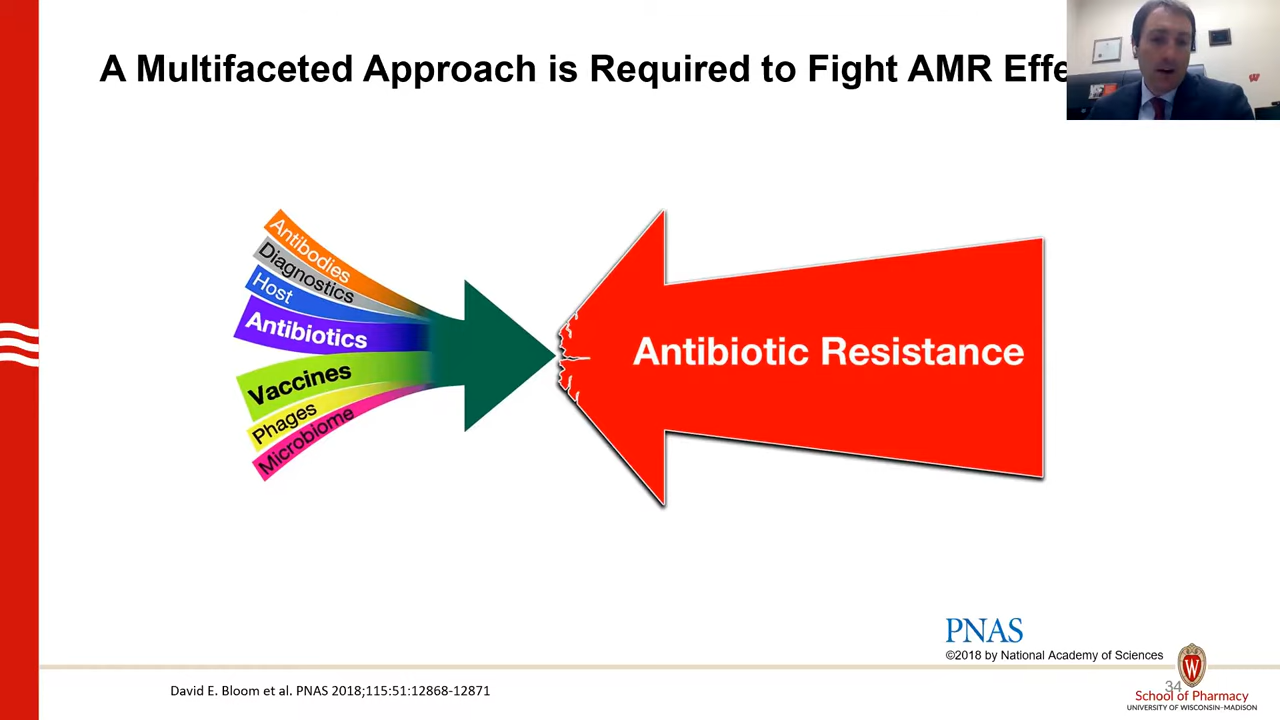 A Multifaceted Approach is Required to Fight AMR Effe
Antibodies
Diagnostics
Host
Antibiotics
Vaccines
Phages
Microbiome
Antibiotic Resistance
PNAS
©2018 by National Academy of Sciences
David E. Bloom et al. PNAS 2018;115:51:12868-12871
34
W
School of Pharmacy
UNIVERSITY OF WISCONSIN-MADISON